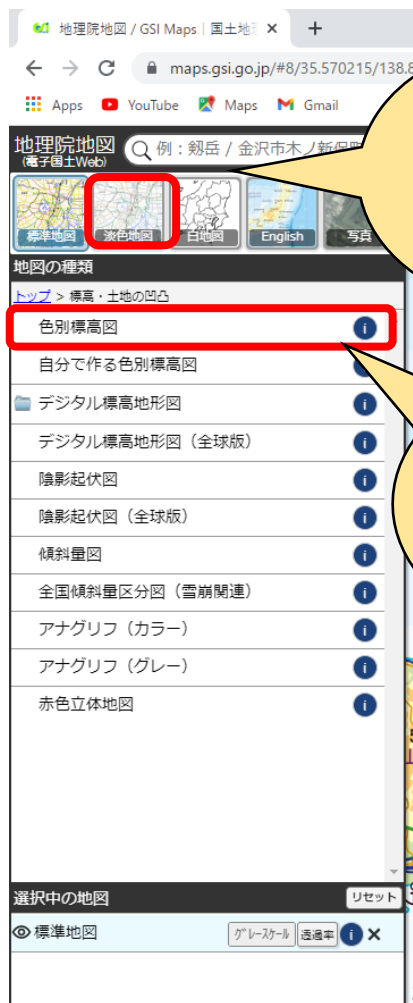 地理院地図 / GSI Maps | 国土地理
maps.gsi.go.jp/#8/35.570215/138.8
Apps YouTube Maps Gmail
地理院地図
(電子国土Web)
例：剱岳 / 金沢市木ノ新保町
標準地図 淡色地図 白地図 English 写真
地図の種類
トップ > 標高・土地の凹凸
色別標高図
自分で作る色別標高図
デジタル標高地形図
デジタル標高地形図（全球版）
陰影起伏図
陰影起伏図（全球版）
傾斜量図
全国傾斜量区分図（雪崩関連）
アナグリフ（カラー）
アナグリフ（グレー）
赤色立体地図
選択中の地図 リセット
標準地図 グレースケール 透過率